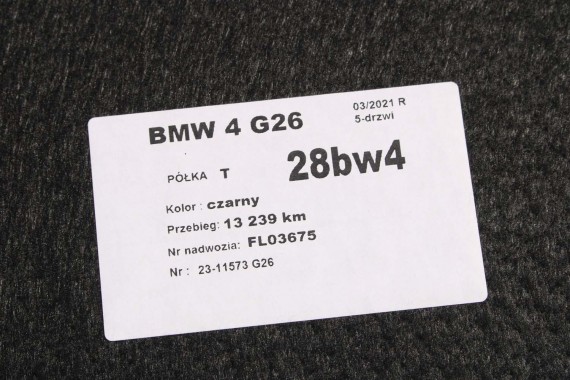 BMW 4 G26
03/2021 R
5-drzwi
PÓŁKA T
28bw4
Kolor : czarny
Przebieg: 13 239 km
Nr nadwozia: FL03675
Nr : 23-11573 G26